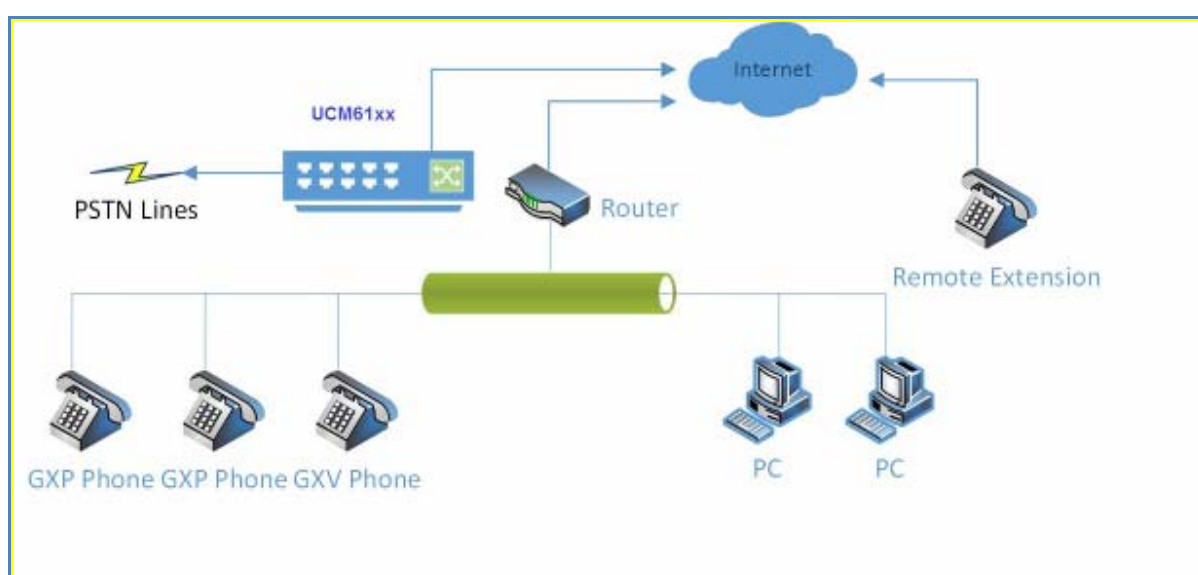 Internet
UCM61xx
PSTN Lines
Router
Remote Extension
GXP Phone GXP Phone GXV Phone
PC PC